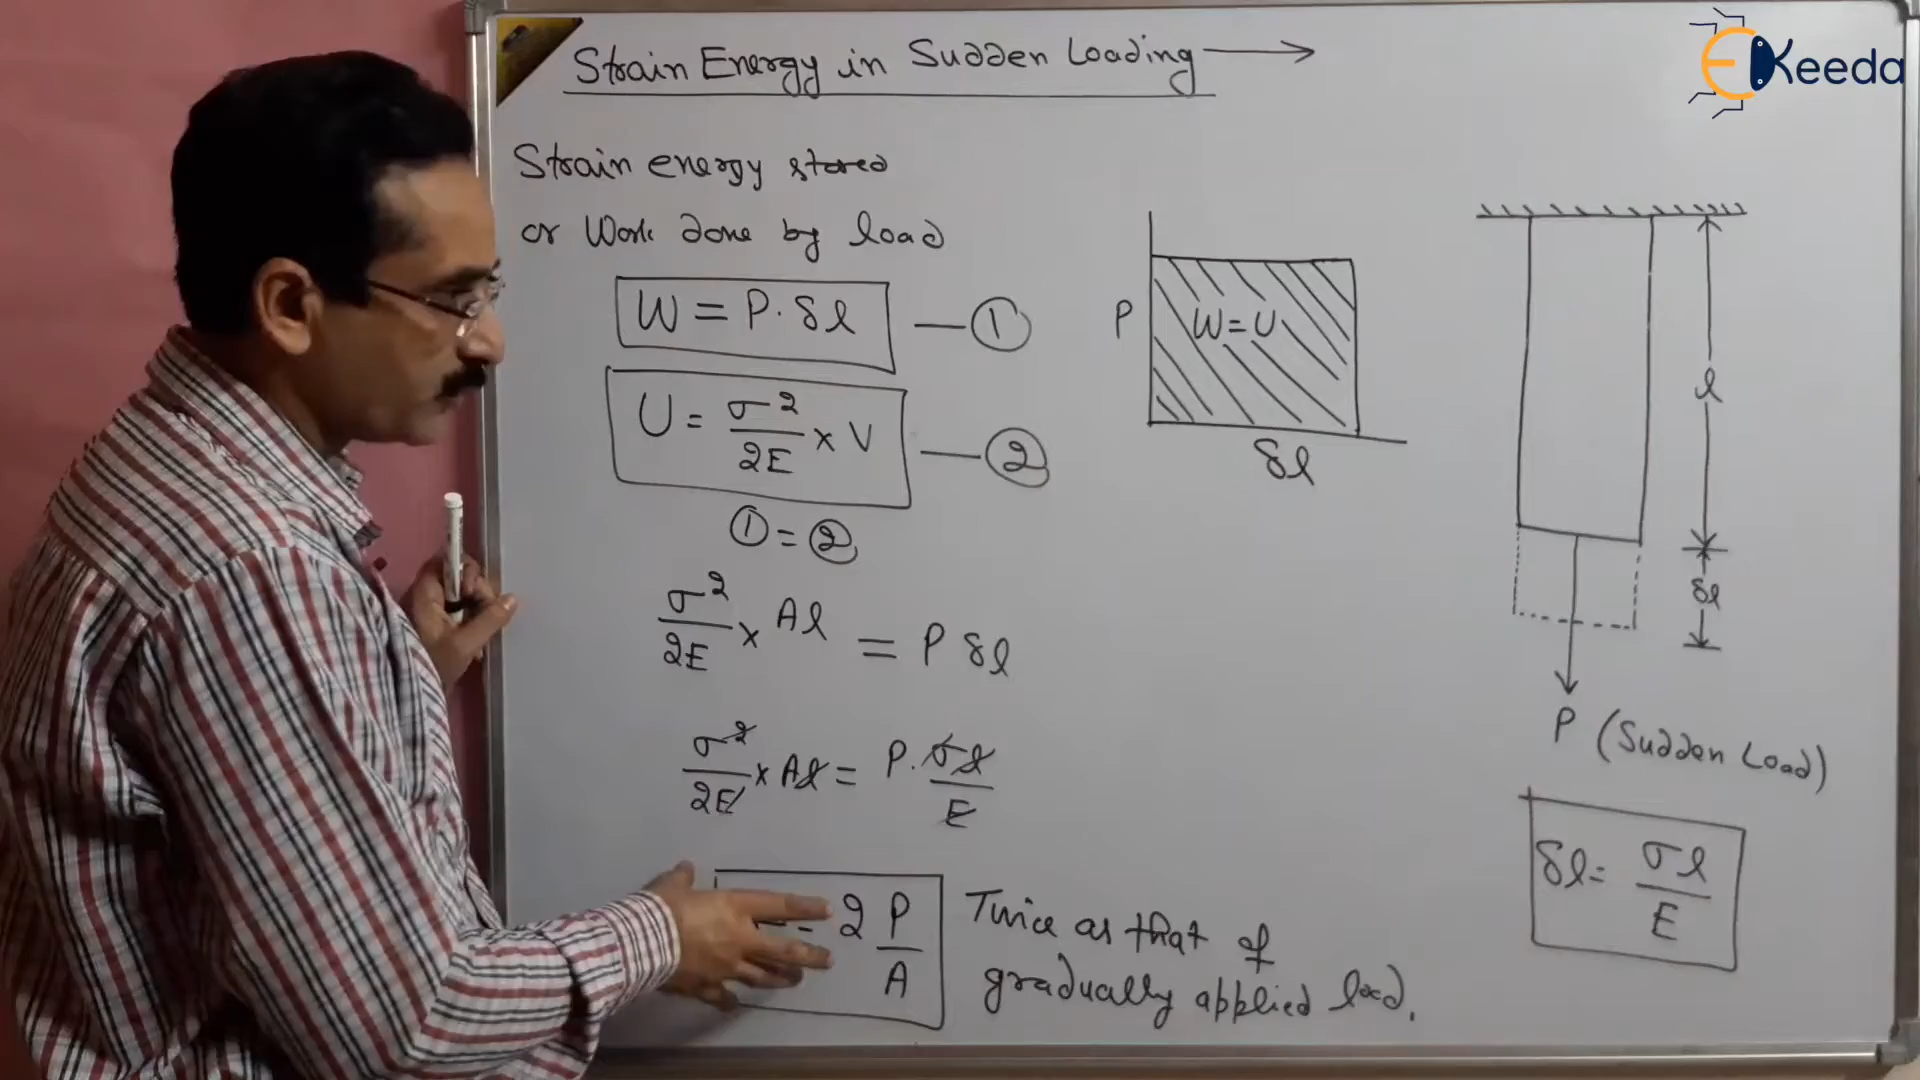 Strain Energy in Sudden Loading →
EKeeda
Strain energy stored
or Work done by load
W = P · δl — ①
U = σ²/2E × V — ②
① = ②
σ²/2E × Al = P δl
σ²/2E × Al = P · σl/E
= 2 P/A
Twice as that of
gradually applied load.
P
W = U
δl
l
δl
P (Sudden Load)
δl = σl/E